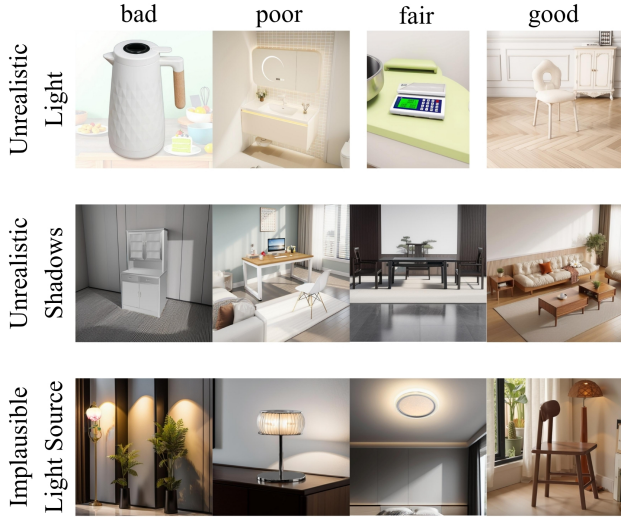 bad poor fair good
Unrealistic
Light
Unrealistic
Shadows
Implausible
Light Source